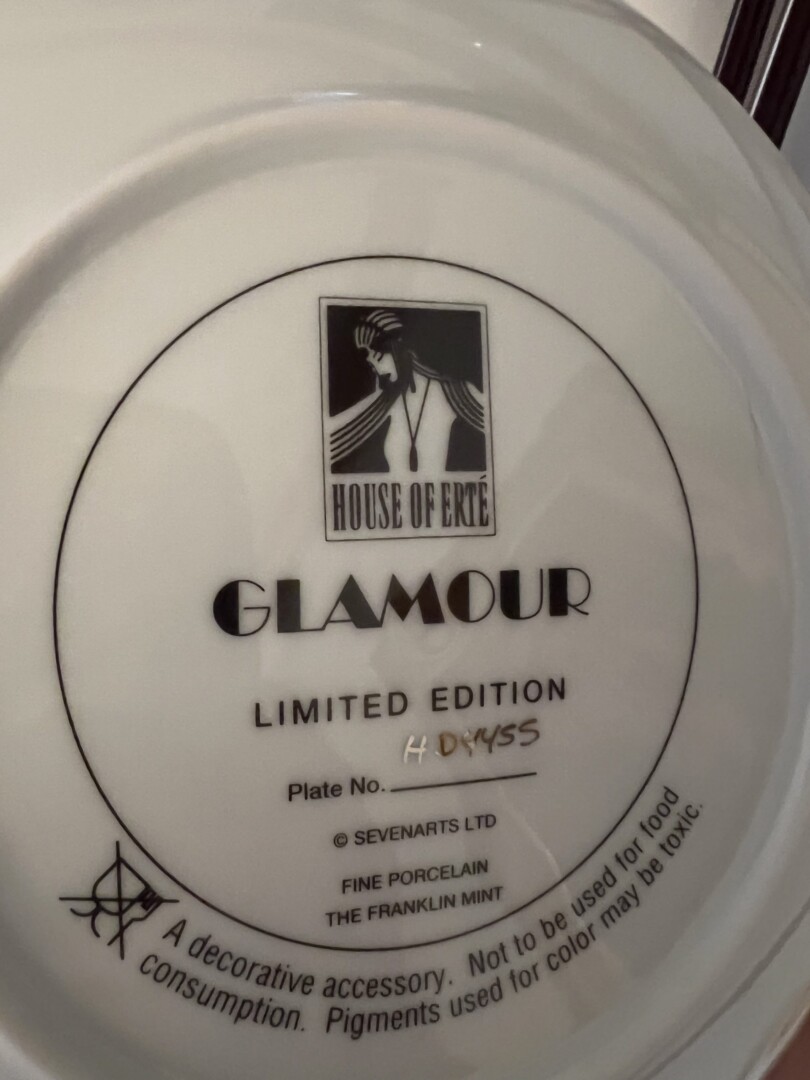 HOUSE OF ERTÉ
GLAMOUR
LIMITED EDITION
Plate No.
© SEVENARTS LTD
FINE PORCELAIN
THE FRANKLIN MINT
A decorative accessory. Not to be used for food
consumption. Pigments used for color may be toxic.